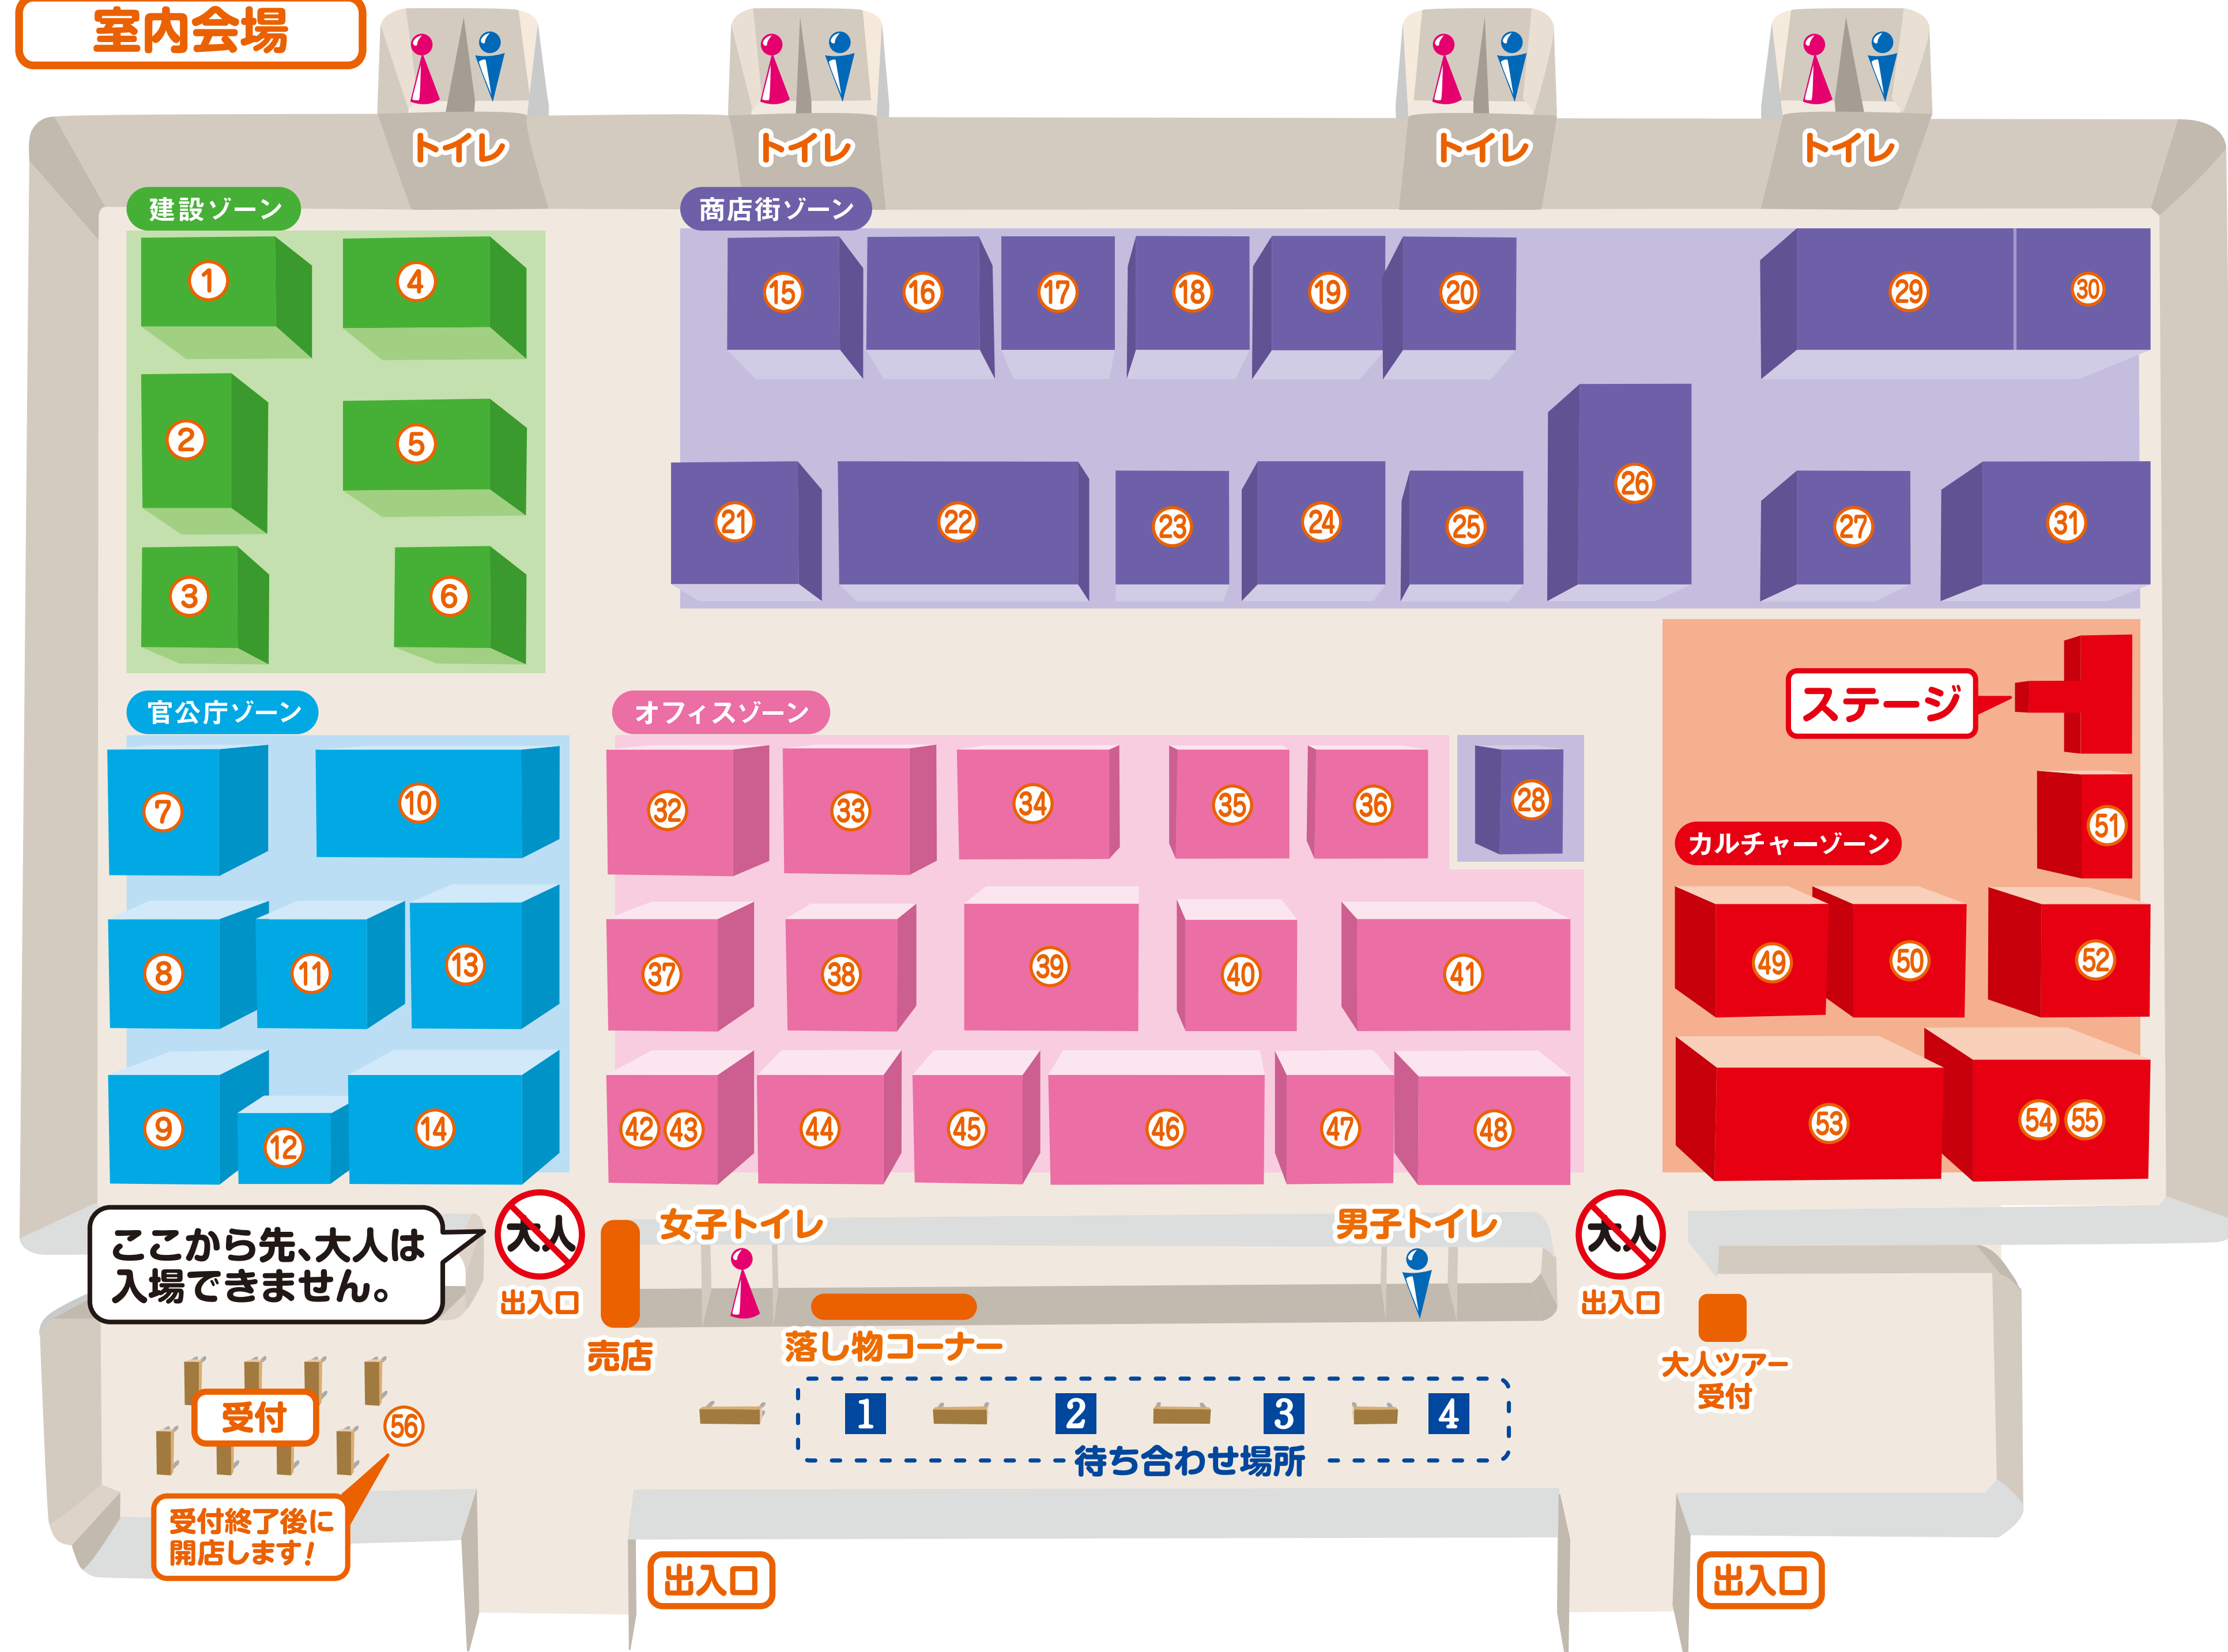 室内会場
トイレ
トイレ
トイレ
トイレ
建設ゾーン
商店街ゾーン
1
4
15
16
17
18
19
20
29
30
2
5
26
21
22
23
24
25
27
31
3
6
ステージ
官公庁ゾーン
オフィスゾーン
7
10
32
33
34
35
36
28
51
カルチャーゾーン
8
11
13
37
38
39
40
41
49
50
52
9
12
14
42 43
44
45
46
47
48
53
54 55
ここから先、大人は
入場できません。
大人
出入口
女子トイレ
男子トイレ
大人
出入口
売店
落し物コーナー
大人ツアー
受付
受付
56
1
2
3
4
待ち合わせ場所
受付終了後に
開店します!
出入口
出入口